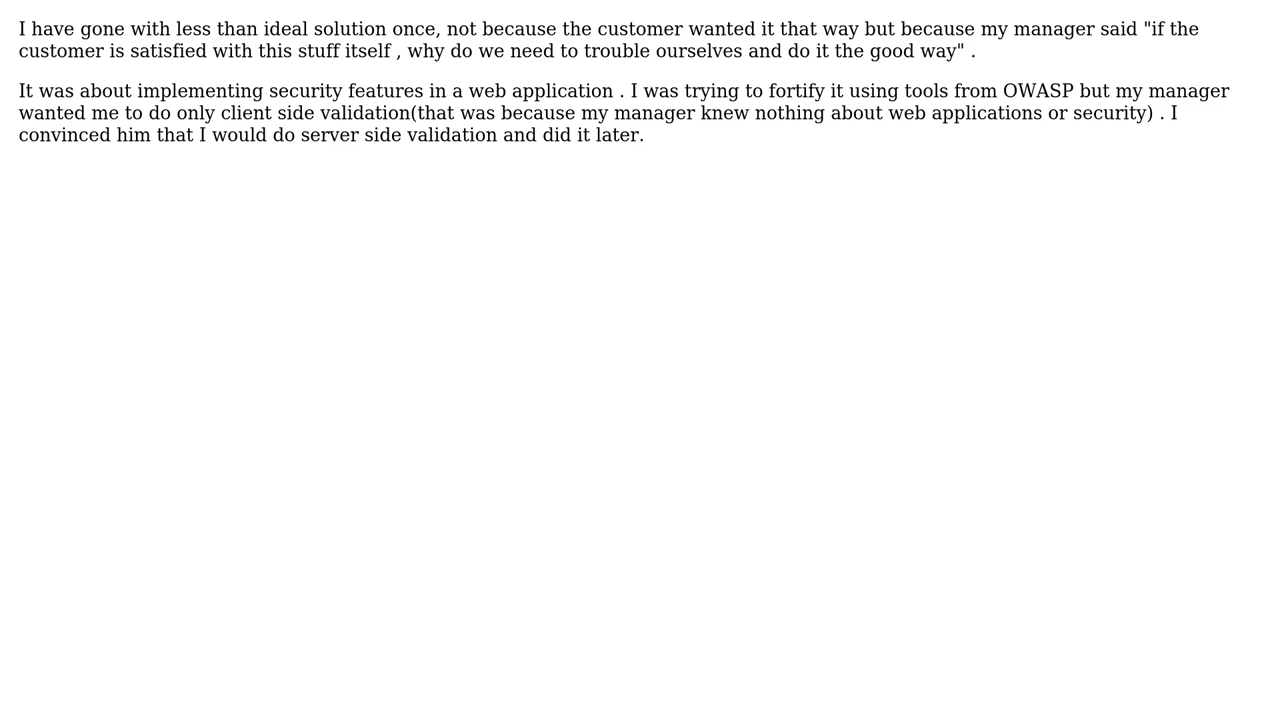 I have gone with less than ideal solution once, not because the customer wanted it that way but because my manager said "if the
customer is satisfied with this stuff itself , why do we need to trouble ourselves and do it the good way" .
It was about implementing security features in a web application . I was trying to fortify it using tools from OWASP but my manager
wanted me to do only client side validation(that was because my manager knew nothing about web applications or security) . I
convinced him that I would do server side validation and did it later.